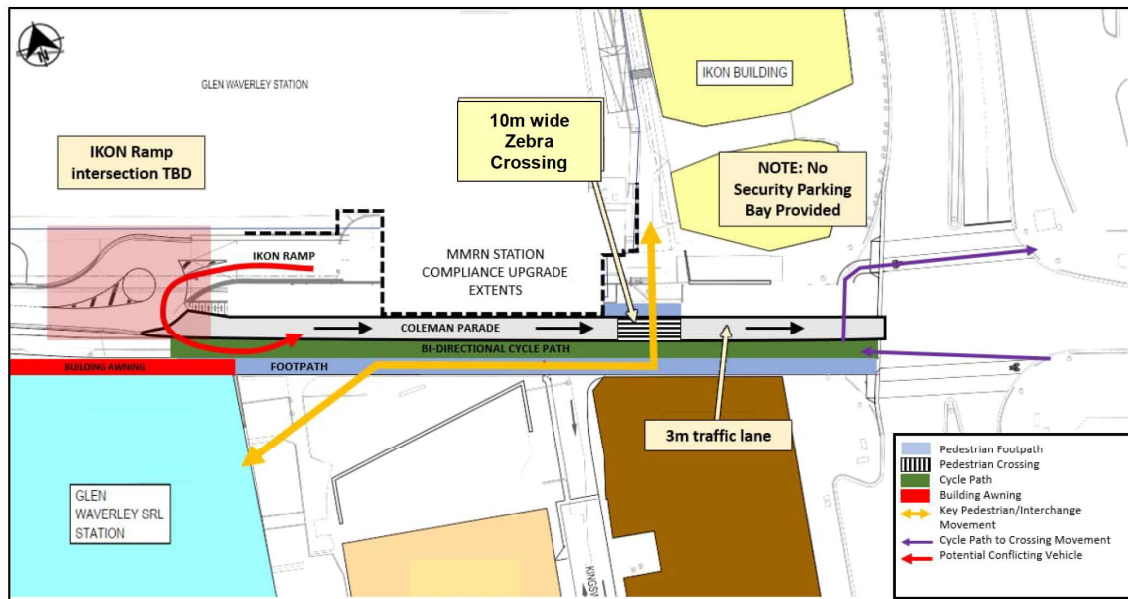 N
GLEN WAVERLEY STATION
IKON BUILDING
10m wide
Zebra
Crossing
IKON Ramp
intersection TBD
NOTE: No
Security Parking
Bay Provided
IKON RAMP
MMRN STATION
COMPLIANCE UPGRADE
EXTENTS
COLEMAN PARADE
BI-DIRECTIONAL CYCLE PATH
BUILDING AWNING
FOOTPATH
3m traffic lane
GLEN
WAVERLEY SRL
STATION
KINGSW
Pedestrian Footpath
Pedestrian Crossing
Cycle Path
Building Awning
Key Pedestrian/Interchange
Movement
Cycle Path to Crossing Movement
Potential Conflicting Vehicle